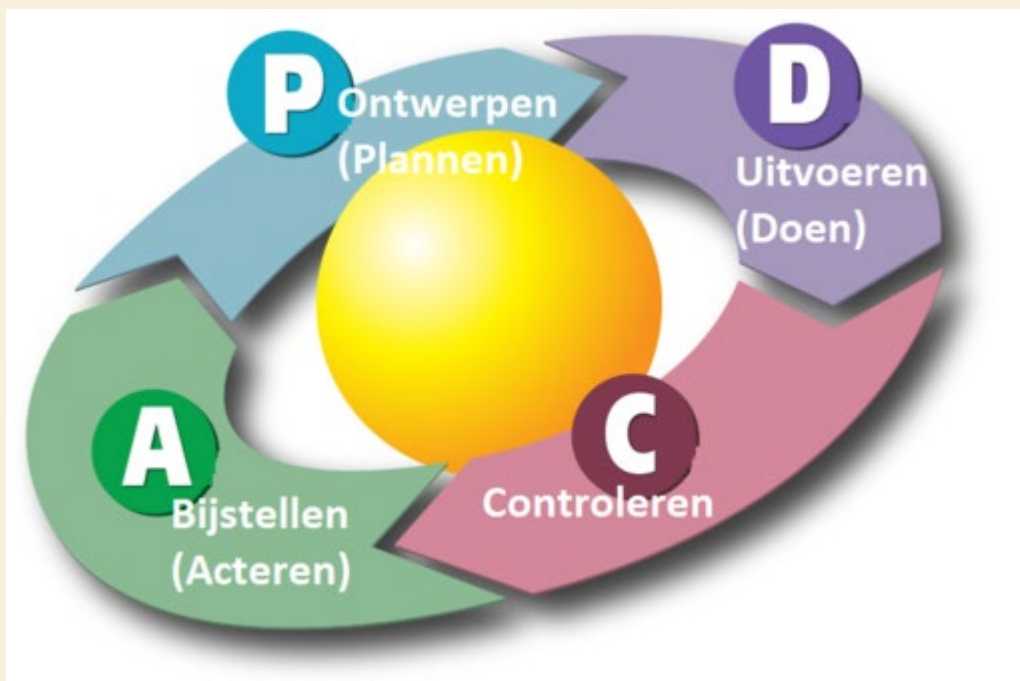 P
Ontwerpen
(Plannen)
D
Uitvoeren
(Doen)
C
Controleren
A
Bijstellen
(Acteren)